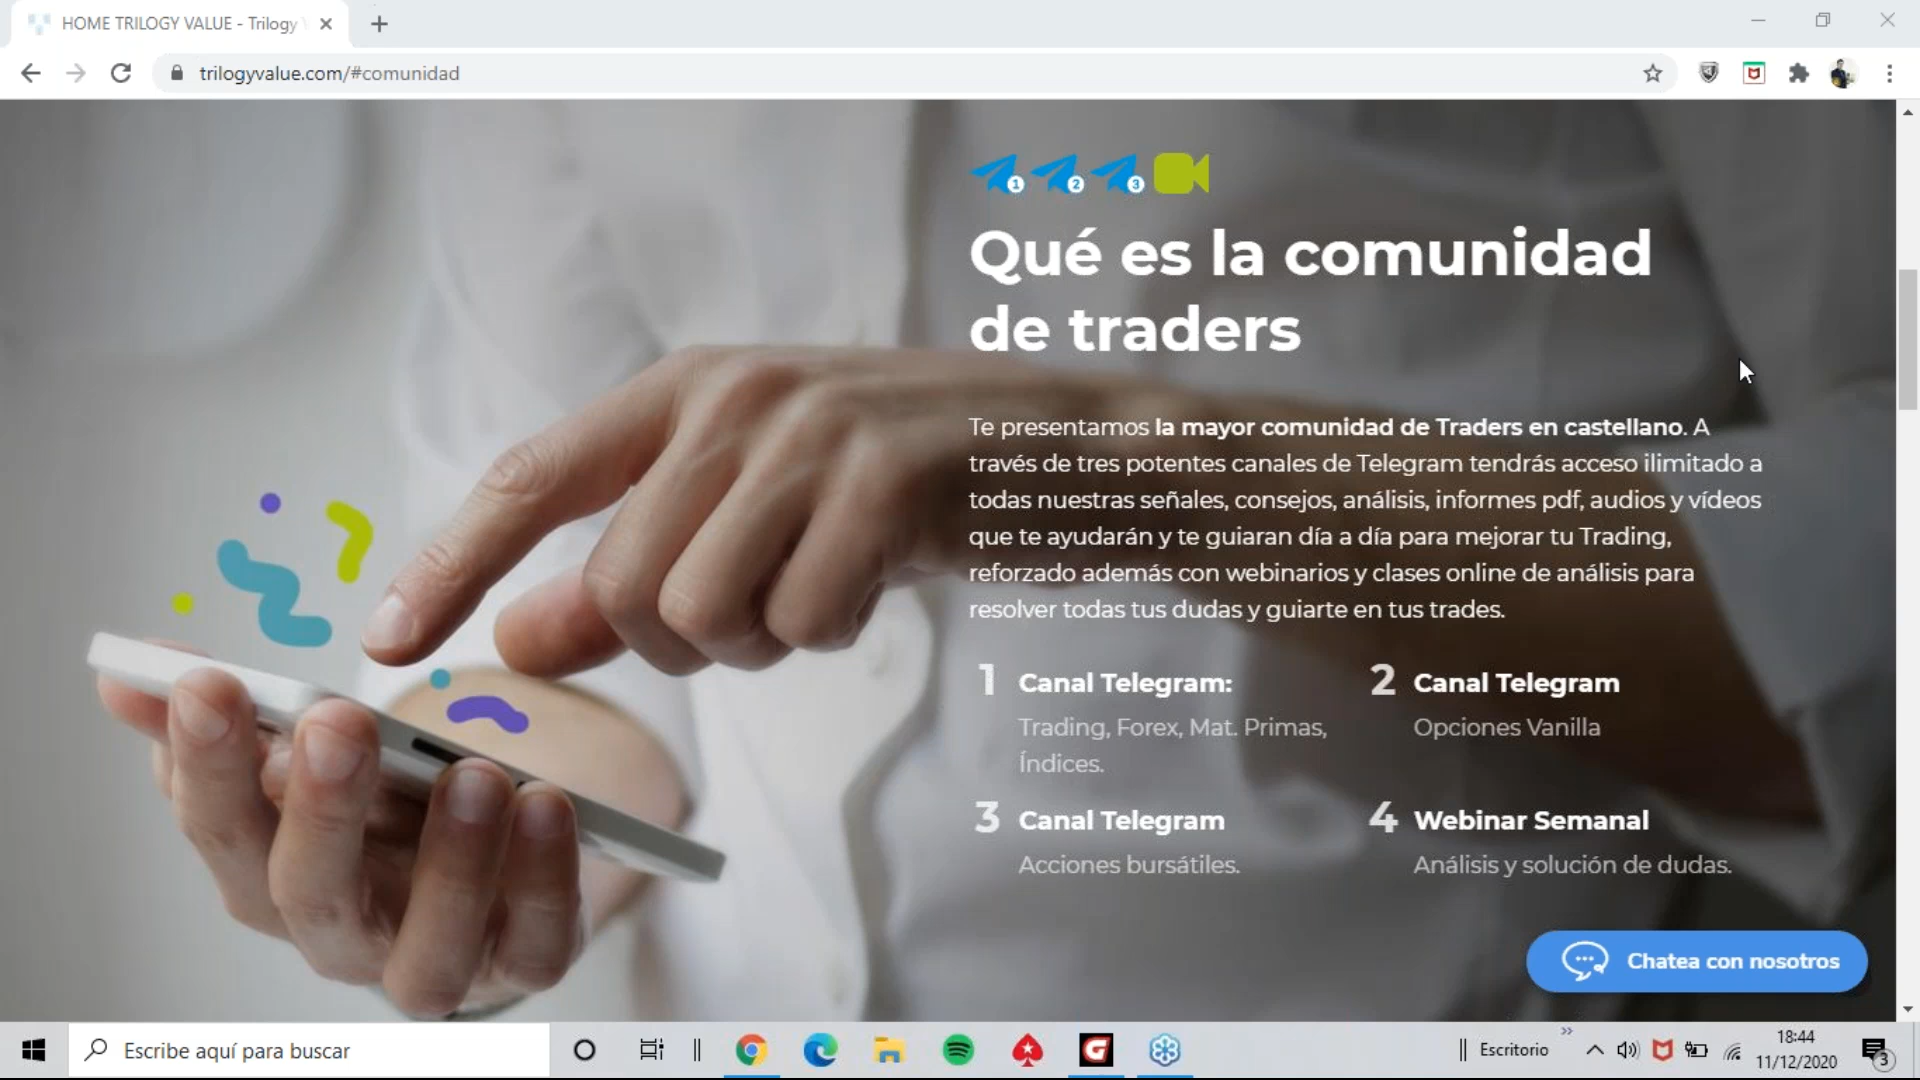 HOME TRILOGY VALUE - Trilogy
trilogyvalue.com/#comunidad
1 2 3
Qué es la comunidad
de traders
Te presentamos la mayor comunidad de Traders en castellano. A
través de tres potentes canales de Telegram tendrás acceso ilimitado a
todas nuestras señales, consejos, análisis, informes pdf, audios y vídeos
que te ayudarán y te guiaran día a día para mejorar tu Trading,
reforzado además con webinarios y clases online de análisis para
resolver todas tus dudas y guiarte en tus trades.
1 Canal Telegram:
Trading, Forex, Mat. Primas,
Índices.
2 Canal Telegram
Opciones Vanilla
3 Canal Telegram
Acciones bursátiles.
4 Webinar Semanal
Análisis y solución de dudas.
Chatea con nosotros
Escribe aquí para buscar
Escritorio
18:44
11/12/2020
3